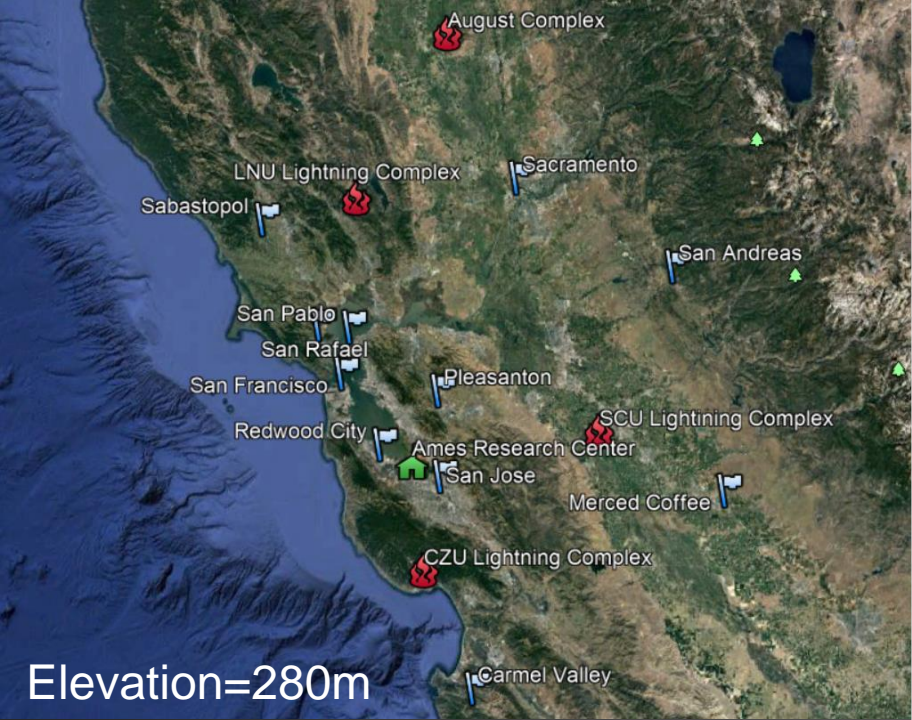 August Complex
Sacramento
LNU Lightning Complex
Sabastopol
San Andreas
San Pablo
San Rafael
Pleasanton
San Francisco
SCU Lightining Complex
Redwood City
Ames Research Center
San Jose
Merced Coffee
CZU Lightning Complex
Carmel Valley
Elevation=280m